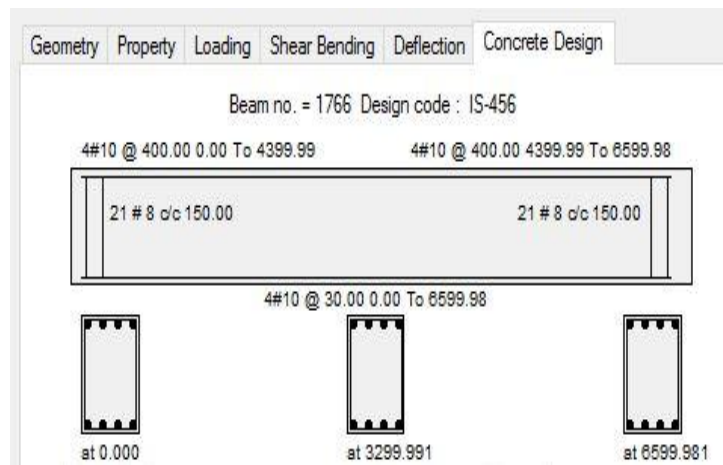 Geometry Property Loading Shear Bending Deflection Concrete Design
Beam no. = 1766 Design code : IS-456
4#10 @ 400.00 0.00 To 4399.99 4#10 @ 400.00 4399.99 To 6599.98
21 # 8 c/c 150.00 21 # 8 c/c 150.00
4#10 @ 30.00 0.00 To 6599.98
at 0.000 at 3299.991 at 6599.981